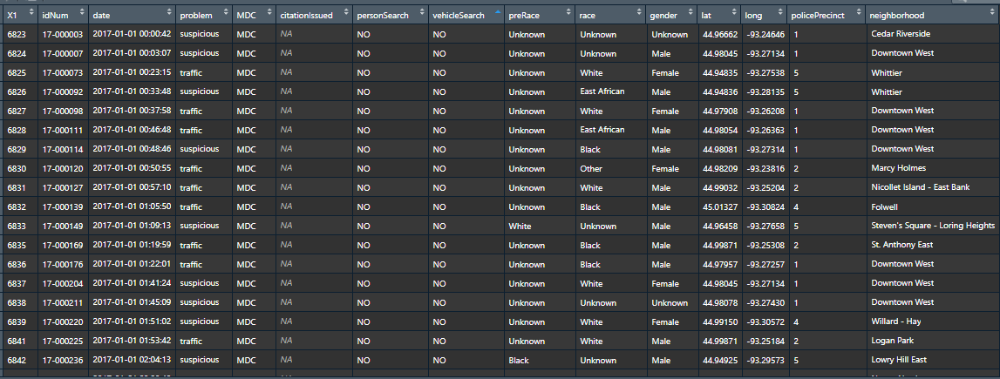 X1 idNum date problem MDC citationIssued personSearch vehicleSearch preRace race gender lat long policePrecinct neighborhood
6823 17-000003 2017-01-01 00:00:42 suspicious MDC NA NO NO Unknown Unknown Unknown 44.96662 -93.24646 1 Cedar Riverside
6824 17-000007 2017-01-01 00:03:07 suspicious MDC NA NO NO Unknown Unknown Male 44.98045 -93.27134 1 Downtown West
6825 17-000073 2017-01-01 00:23:15 traffic MDC NA NO NO Unknown White Female 44.94835 -93.27538 5 Whittier
6826 17-000092 2017-01-01 00:33:48 suspicious MDC NA NO NO Unknown East African Male 44.94836 -93.28135 5 Whittier
6827 17-000098 2017-01-01 00:37:58 traffic MDC NA NO NO Unknown White Female 44.97908 -93.26208 1 Downtown West
6828 17-000111 2017-01-01 00:46:48 traffic MDC NA NO NO Unknown East African Male 44.98054 -93.26363 1 Downtown West
6829 17-000114 2017-01-01 00:48:46 suspicious MDC NA NO NO Unknown Black Male 44.98081 -93.27314 1 Downtown West
6830 17-000120 2017-01-01 00:50:55 traffic MDC NA NO NO Unknown Other Female 44.98209 -93.23816 2 Marcy Holmes
6831 17-000127 2017-01-01 00:57:10 traffic MDC NA NO NO Unknown White Male 44.99032 -93.25204 2 Nicollet Island - East Bank
6832 17-000139 2017-01-01 01:05:50 traffic MDC NA NO NO Unknown Black Male 45.01327 -93.30824 4 Folwell
6833 17-000149 2017-01-01 01:09:13 suspicious MDC NA NO NO White Unknown Male 44.96458 -93.27658 5 Steven's Square - Loring Heights
6835 17-000169 2017-01-01 01:19:59 traffic MDC NA NO NO Unknown Black Male 44.99871 -93.25308 2 St. Anthony East
6836 17-000176 2017-01-01 01:22:01 traffic MDC NA NO NO Unknown Black Male 44.97957 -93.27257 1 Downtown West
6837 17-000204 2017-01-01 01:41:24 suspicious MDC NA NO NO Unknown White Female 44.98045 -93.27134 1 Downtown West
6838 17-000211 2017-01-01 01:45:09 suspicious MDC NA NO NO Unknown Unknown Unknown 44.98078 -93.27430 1 Downtown West
6839 17-000220 2017-01-01 01:51:02 suspicious MDC NA NO NO Unknown White Female 44.99150 -93.30572 4 Willard - Hay
6841 17-000225 2017-01-01 01:53:42 traffic MDC NA NO NO Unknown White Male 44.99871 -93.25184 2 Logan Park
6842 17-000236 2017-01-01 02:04:13 suspicious MDC NA NO NO Black Unknown Male 44.94925 -93.29573 5 Lowry Hill East